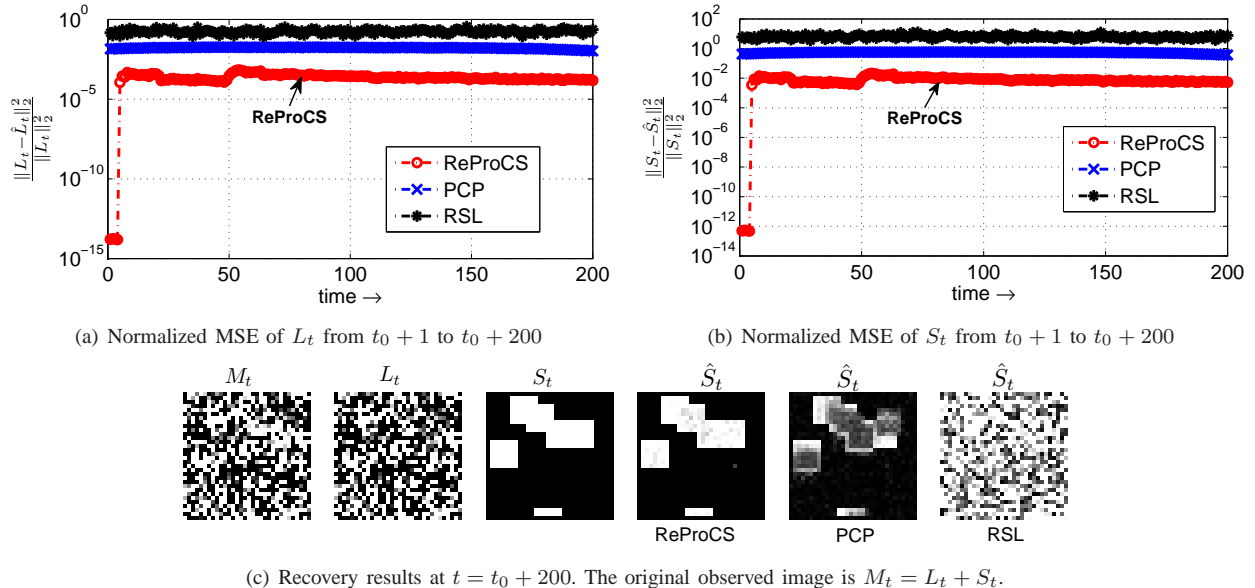 10^0
10^−5
10^−10
10^−15
||L_t−L̂_t||_2^2 / ||L_t||_2^2
ReProCS
ReProCS
PCP
RSL
0 50 100 150 200
time →
10^2
10^0
10^−2
10^−4
10^−6
10^−8
10^−10
10^−12
10^−14
||S_t−Ŝ_t||_2^2 / ||S_t||_2^2
ReProCS
ReProCS
PCP
RSL
0 50 100 150 200
time →
(a) Normalized MSE of L_t from t_0 + 1 to t_0 + 200
(b) Normalized MSE of S_t from t_0 + 1 to t_0 + 200
M_t L_t S_t Ŝ_t Ŝ_t Ŝ_t
ReProCS PCP RSL
(c) Recovery results at t = t_0 + 200. The original observed image is M_t = L_t + S_t.